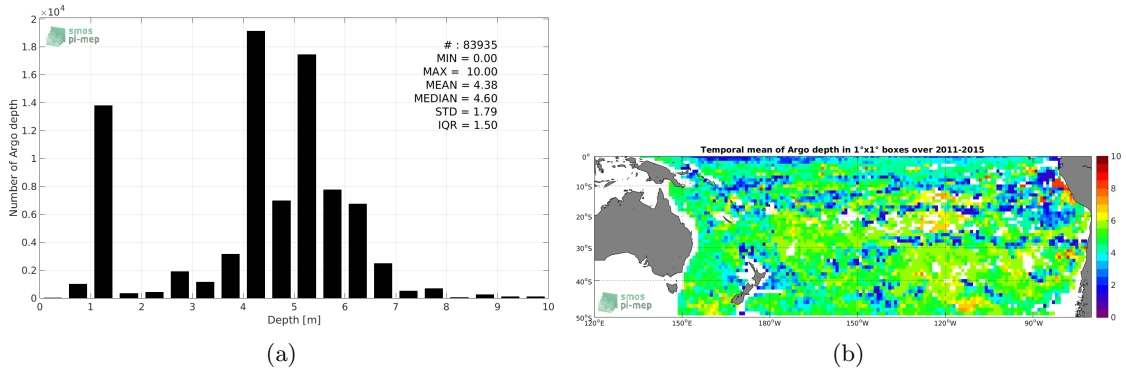 2 ×10⁴
smos
pi-mep
# : 83935
MIN = 0.00
MAX = 10.00
MEAN = 4.38
MEDIAN = 4.60
STD = 1.79
IQR = 1.50
1.8
1.6
1.4
1.2
1
0.8
0.6
0.4
0.2
0
Number of Argo depth
0 1 2 3 4 5 6 7 8 9 10
Depth [m]
(a)
Temporal mean of Argo depth in 1°x1° boxes over 2011-2015
0°
10°S
20°S
30°S
40°S
50°S
120°E 150°E 180°W 150°W 120°W 90°W
smos
pi-mep
10
8
6
4
2
0
(b)